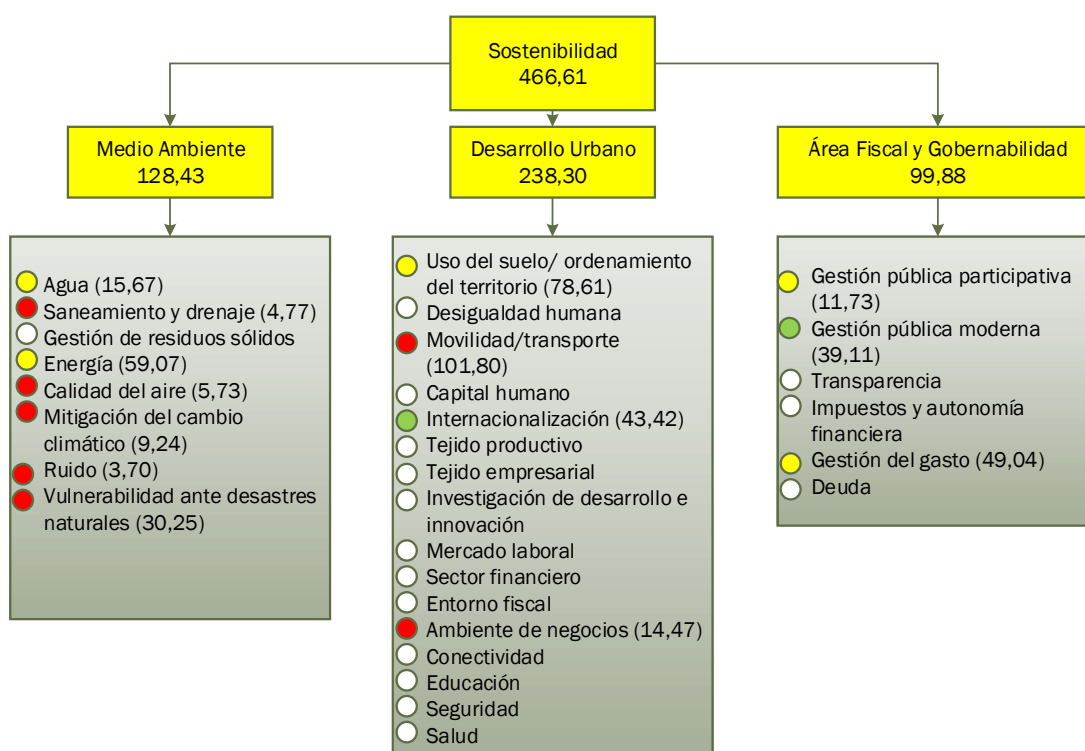 Sostenibilidad
466,61
Medio Ambiente
128,43
Desarrollo Urbano
238,30
Área Fiscal y Gobernabilidad
99,88
Agua (15,67)
Saneamiento y drenaje (4,77)
Gestión de residuos sólidos
Energía (59,07)
Calidad del aire (5,73)
Mitigación del cambio
climático (9,24)
Ruido (3,70)
Vulnerabilidad ante desastres
naturales (30,25)
Uso del suelo/ ordenamiento
del territorio (78,61)
Desigualdad humana
Movilidad/transporte
(101,80)
Capital humano
Internacionalización (43,42)
Tejido productivo
Tejido empresarial
Investigación de desarrollo e
innovación
Mercado laboral
Sector financiero
Entorno fiscal
Ambiente de negocios (14,47)
Conectividad
Educación
Seguridad
Salud
Gestión pública participativa
(11,73)
Gestión pública moderna
(39,11)
Transparencia
Impuestos y autonomía
financiera
Gestión del gasto (49,04)
Deuda